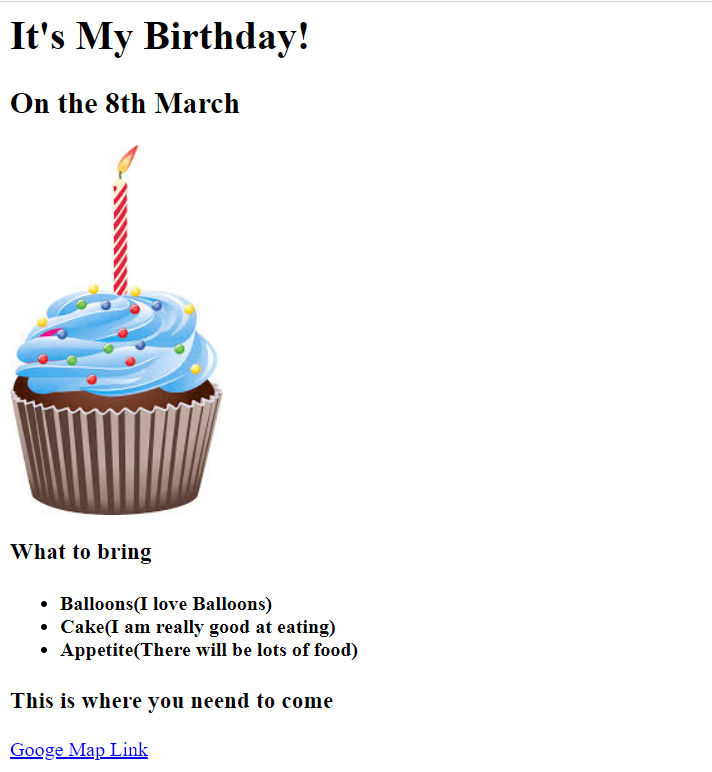 It's My Birthday!
On the 8th March
What to bring
Balloons(I love Balloons)
Cake(I am really good at eating)
Appetite(There will be lots of food)
This is where you neend to come
Googe Map Link